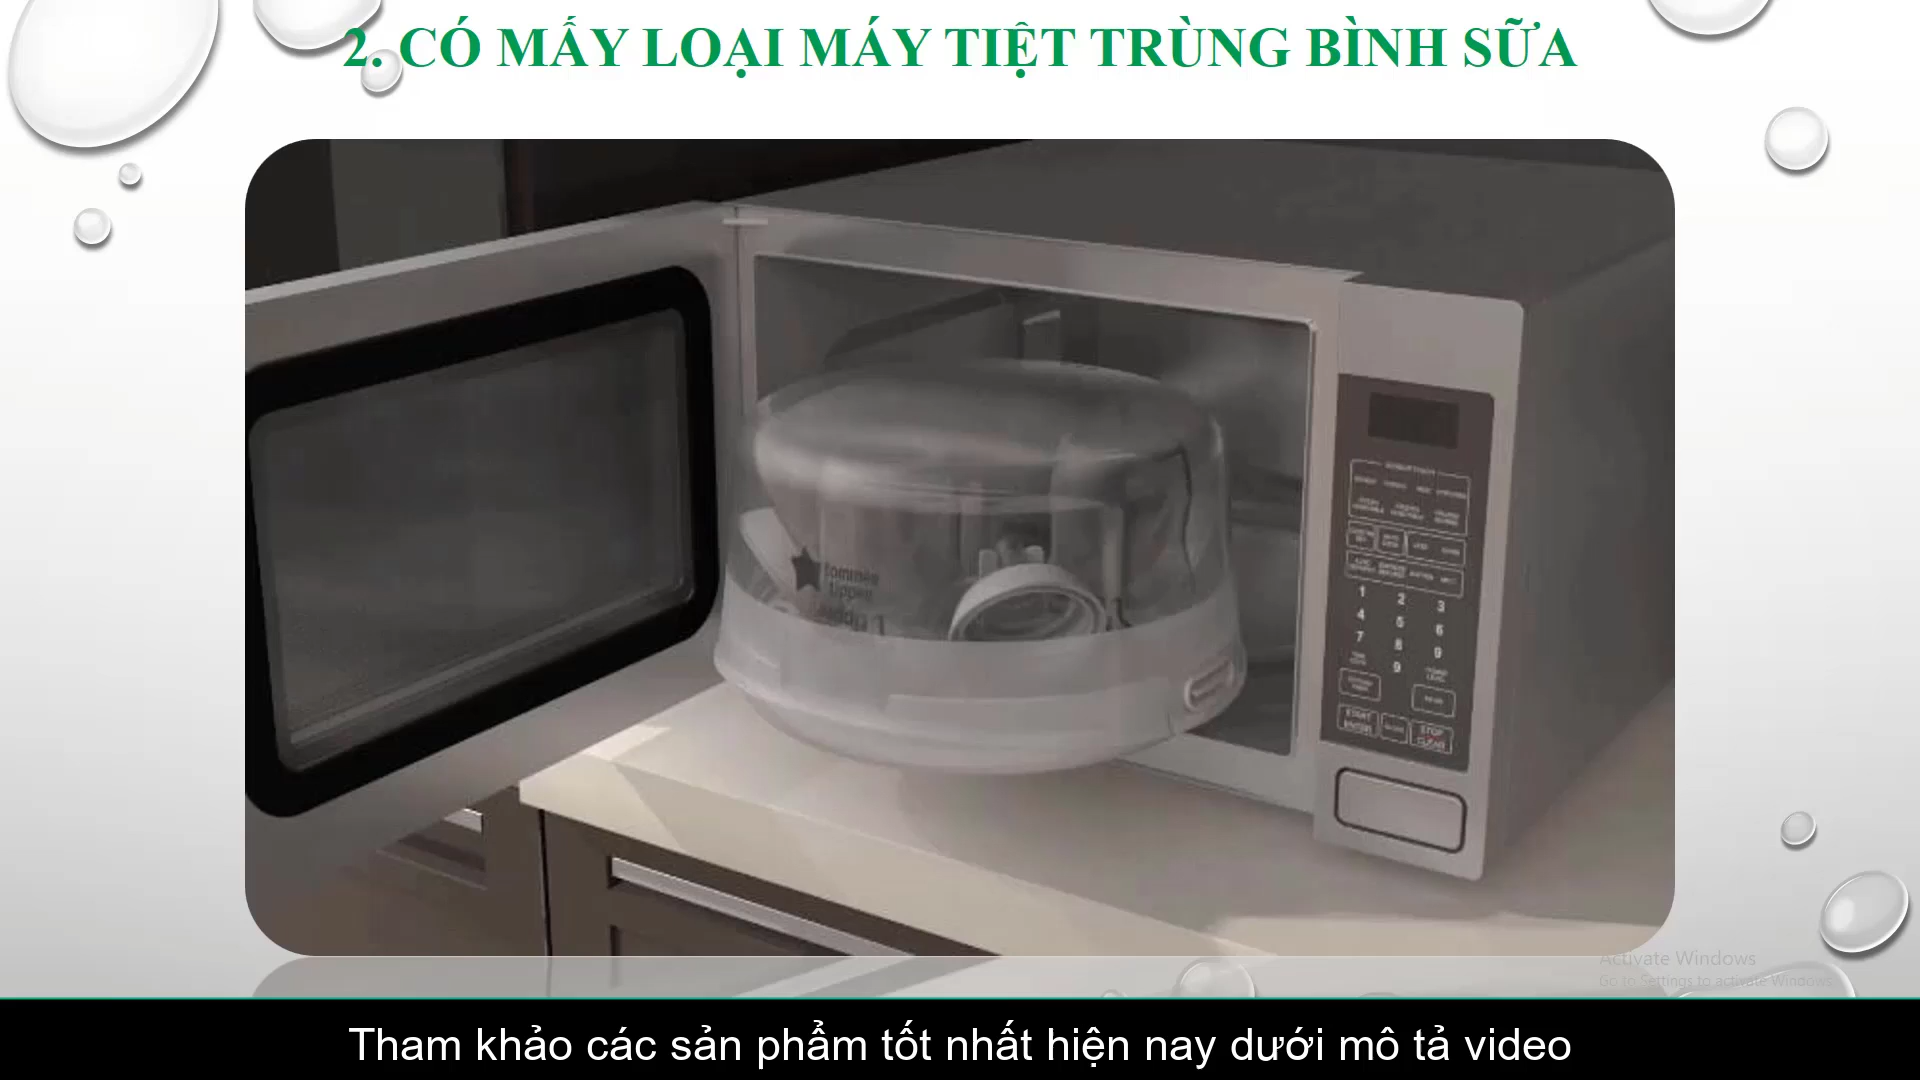 2. CÓ MẤY LOẠI MÁY TIỆT TRÙNG BÌNH SỮA
tommee
tippee
1 2 3
4 5 6
7 8 9
9
START
ENTER
STOP
CLEAR
Activate Windows
Go to Settings to activate Windows.
Tham khảo các sản phẩm tốt nhất hiện nay dưới mô tả video